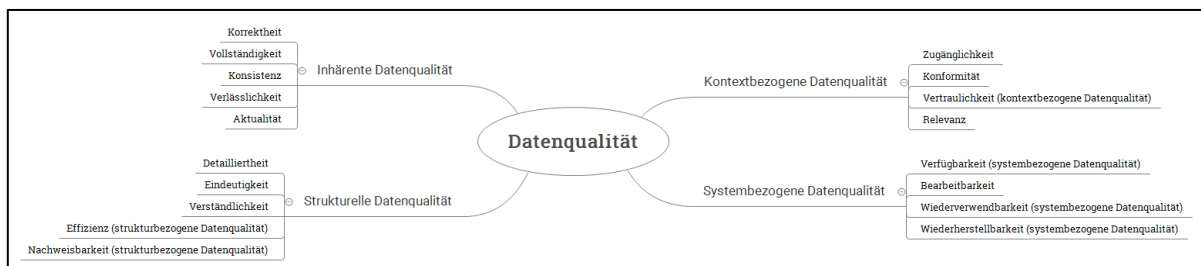 Korrektheit
Vollständigkeit
Konsistenz
Verlässlichkeit
Aktualität
Inhärente Datenqualität
Detailliertheit
Eindeutigkeit
Verständlichkeit
Effizienz (strukturbezogene Datenqualität)
Nachweisbarkeit (strukturbezogene Datenqualität)
Strukturelle Datenqualität
Datenqualität
Kontextbezogene Datenqualität
Zugänglichkeit
Konformität
Vertraulichkeit (kontextbezogene Datenqualität)
Relevanz
Systembezogene Datenqualität
Verfügbarkeit (systembezogene Datenqualität)
Bearbeitbarkeit
Wiederverwendbarkeit (systembezogene Datenqualität)
Wiederherstellbarkeit (systembezogene Datenqualität)